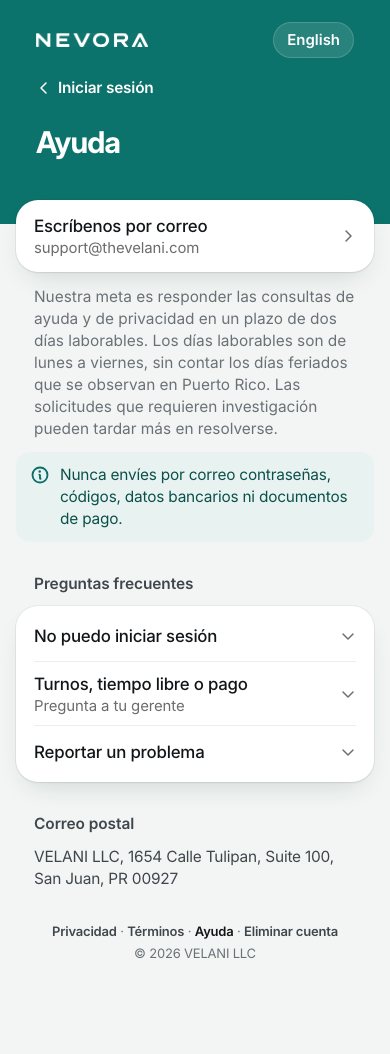 NEVORA
English
Iniciar sesión
Ayuda
Escríbenos por correo
support@thevelani.com
Nuestra meta es responder las consultas de
ayuda y de privacidad en un plazo de dos
días laborables. Los días laborables son de
lunes a viernes, sin contar los días feriados
que se observan en Puerto Rico. Las
solicitudes que requieren investigación
pueden tardar más en resolverse.
Nunca envíes por correo contraseñas,
códigos, datos bancarios ni documentos
de pago.
Preguntas frecuentes
No puedo iniciar sesión
Turnos, tiempo libre o pago
Pregunta a tu gerente
Reportar un problema
Correo postal
VELANI LLC, 1654 Calle Tulipan, Suite 100,
San Juan, PR 00927
Privacidad · Términos · Ayuda · Eliminar cuenta
© 2026 VELANI LLC